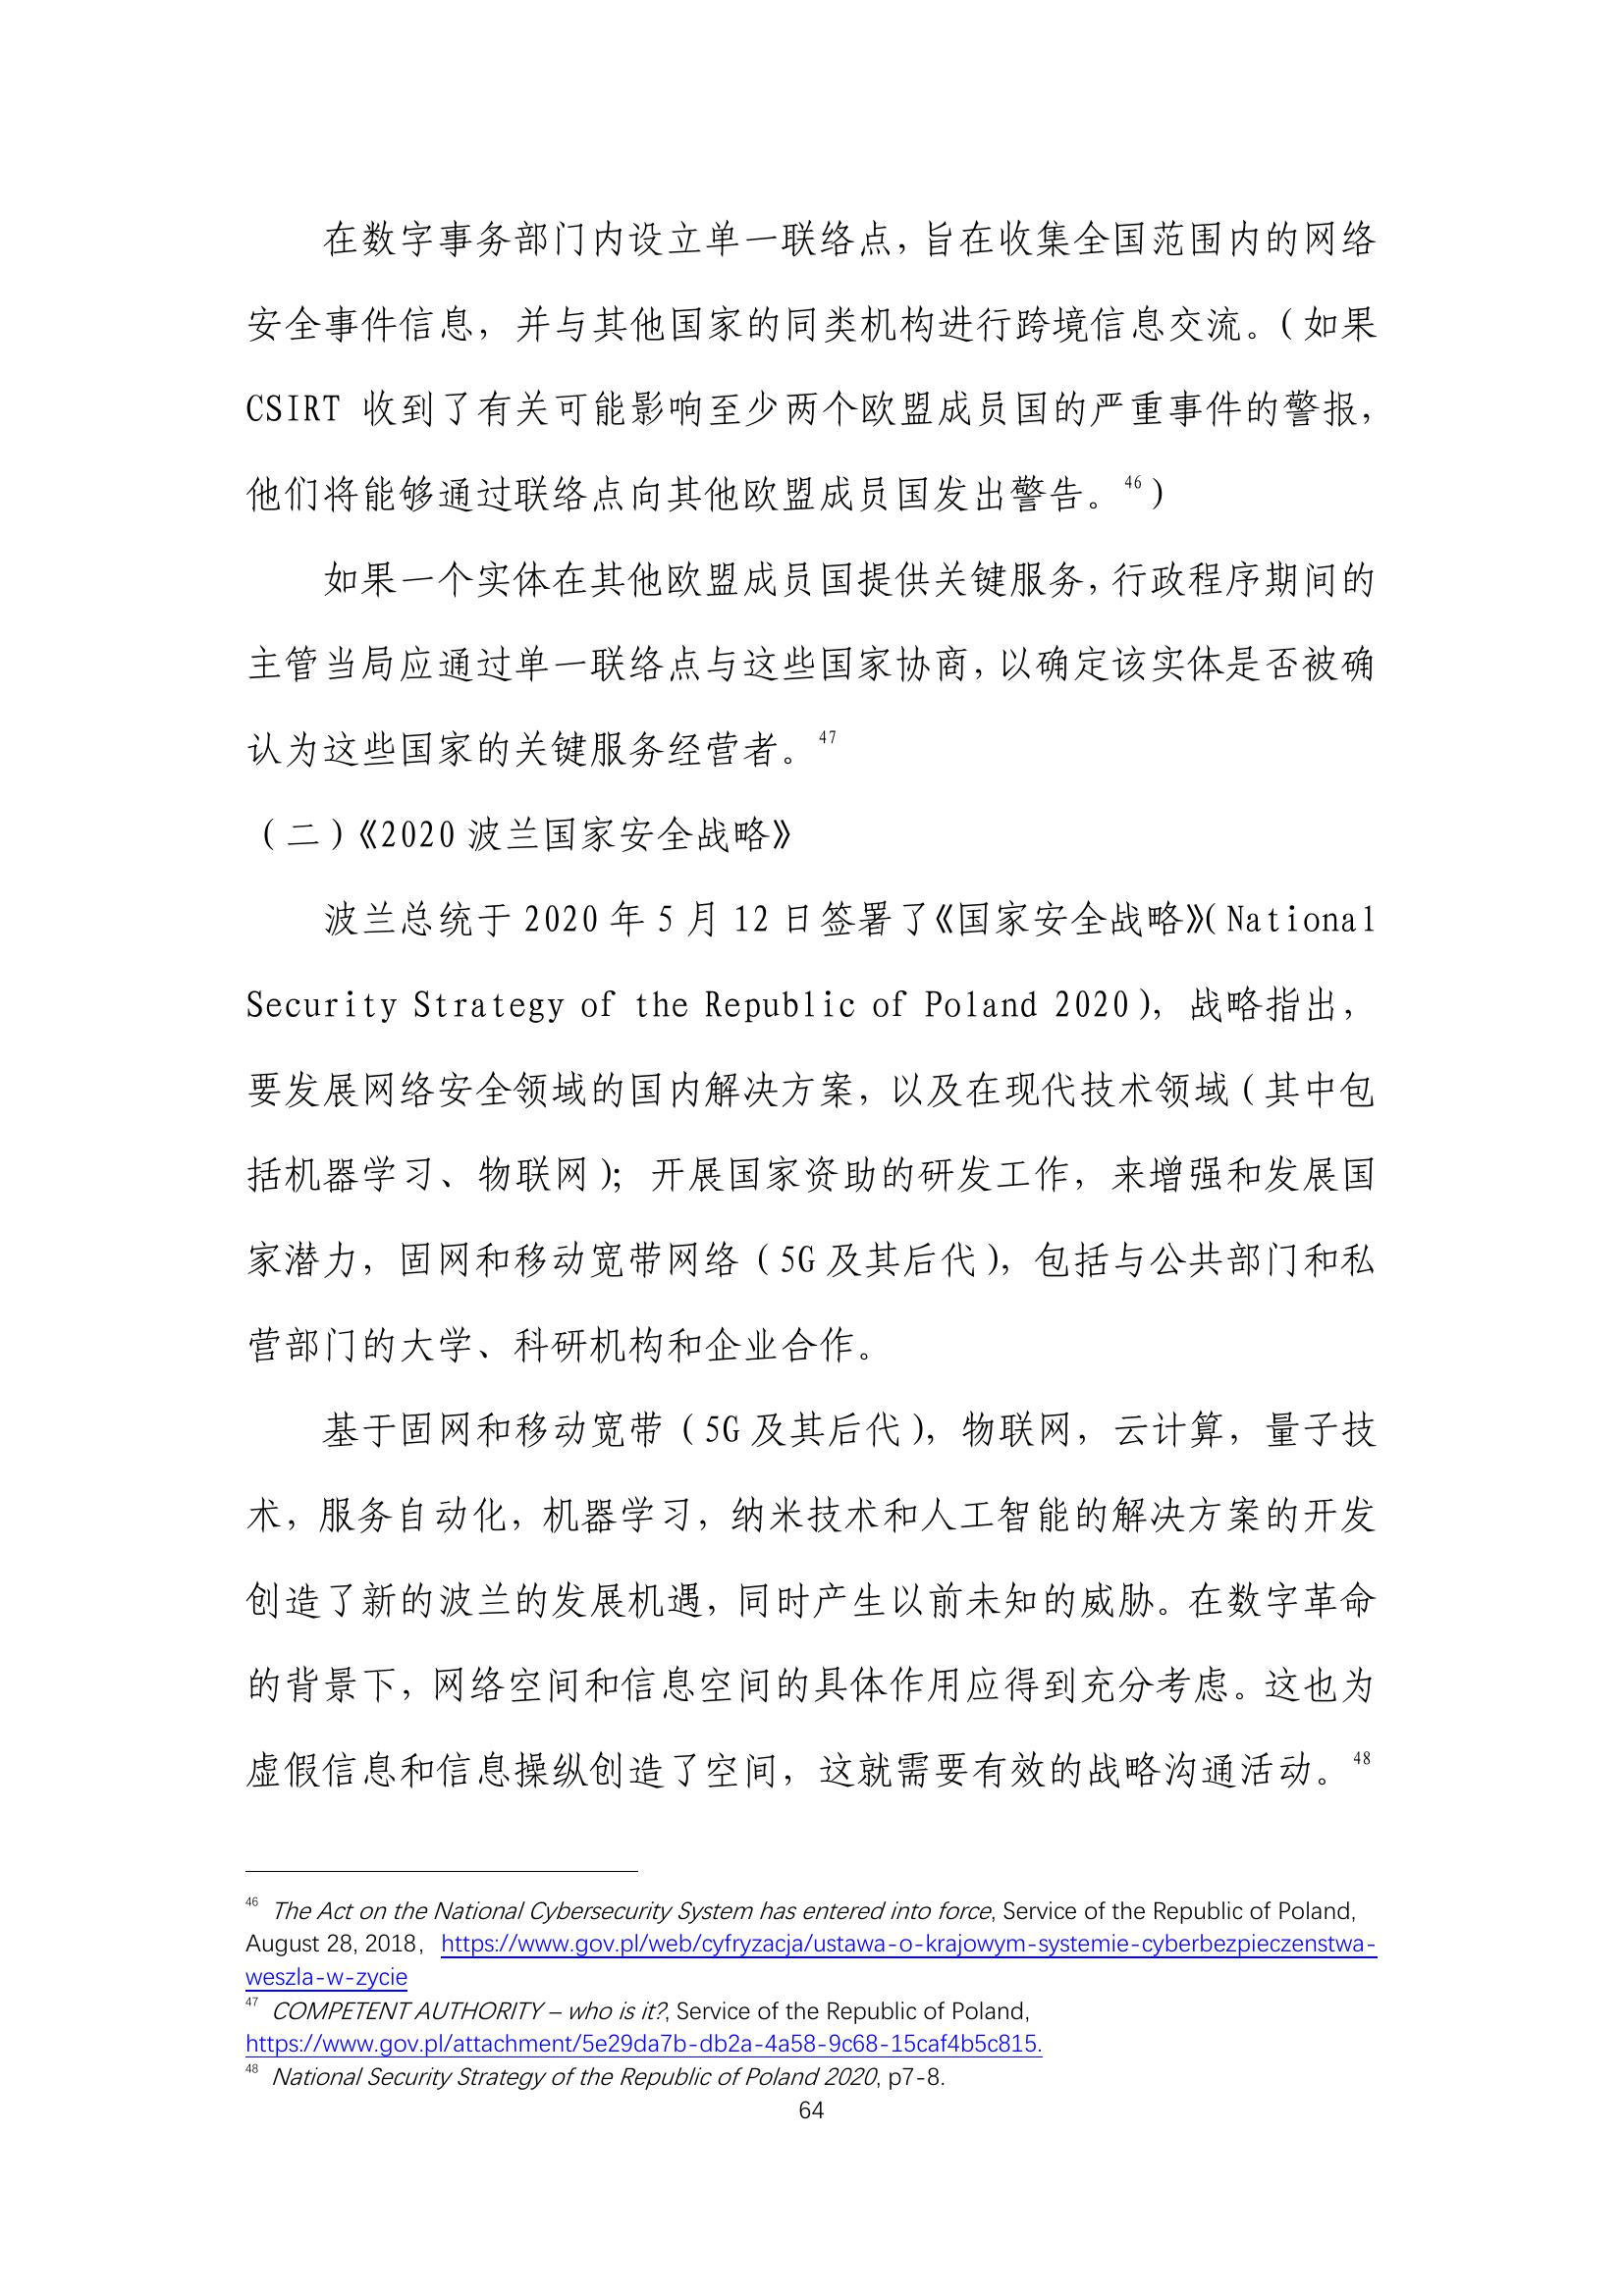 在数字事务部门内设立单一联络点，旨在收集全国范围内的网络
安全事件信息，并与其他国家的同类机构进行跨境信息交流。（如果
CSIRT 收到了有关可能影响至少两个欧盟成员国的严重事件的警报，
他们将能够通过联络点向其他欧盟成员国发出警告。46）
如果一个实体在其他欧盟成员国提供关键服务，行政程序期间的
主管当局应通过单一联络点与这些国家协商，以确定该实体是否被确
认为这些国家的关键服务经营者。47
（二）《2020 波兰国家安全战略》
波兰总统于 2020 年 5 月 12 日签署了《国家安全战略》（National
Security Strategy of the Republic of Poland 2020），战略指出，
要发展网络安全领域的国内解决方案，以及在现代技术领域（其中包
括机器学习、物联网）；开展国家资助的研发工作，来增强和发展国
家潜力，固网和移动宽带网络（5G 及其后代），包括与公共部门和私
营部门的大学、科研机构和企业合作。
基于固网和移动宽带（5G 及其后代），物联网，云计算，量子技
术，服务自动化，机器学习，纳米技术和人工智能的解决方案的开发
创造了新的波兰的发展机遇，同时产生以前未知的威胁。在数字革命
的背景下，网络空间和信息空间的具体作用应得到充分考虑。这也为
虚假信息和信息操纵创造了空间，这就需要有效的战略沟通活动。48
46 The Act on the National Cybersecurity System has entered into force, Service of the Republic of Poland,
August 28, 2018，https://www.gov.pl/web/cyfryzacja/ustawa-o-krajowym-systemie-cyberbezpieczenstwa-
weszla-w-zycie
47 COMPETENT AUTHORITY – who is it?, Service of the Republic of Poland,
https://www.gov.pl/attachment/5e29da7b-db2a-4a58-9c68-15caf4b5c815.
48 National Security Strategy of the Republic of Poland 2020, p7-8.
64